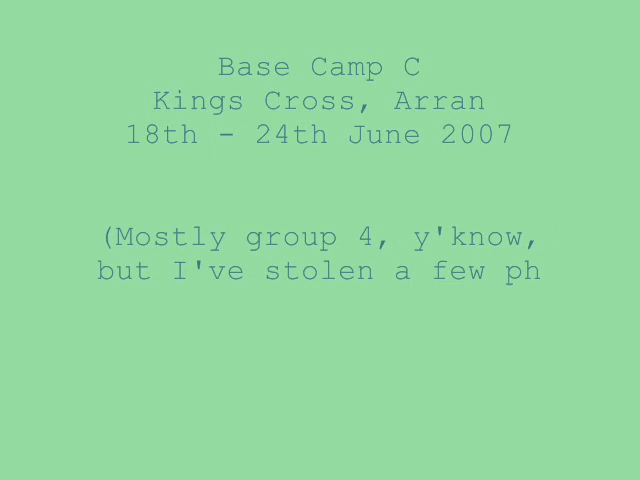 Base Camp C
Kings Cross, Arran
18th - 24th June 2007
(Mostly group 4, y'know,
but I've stolen a few ph